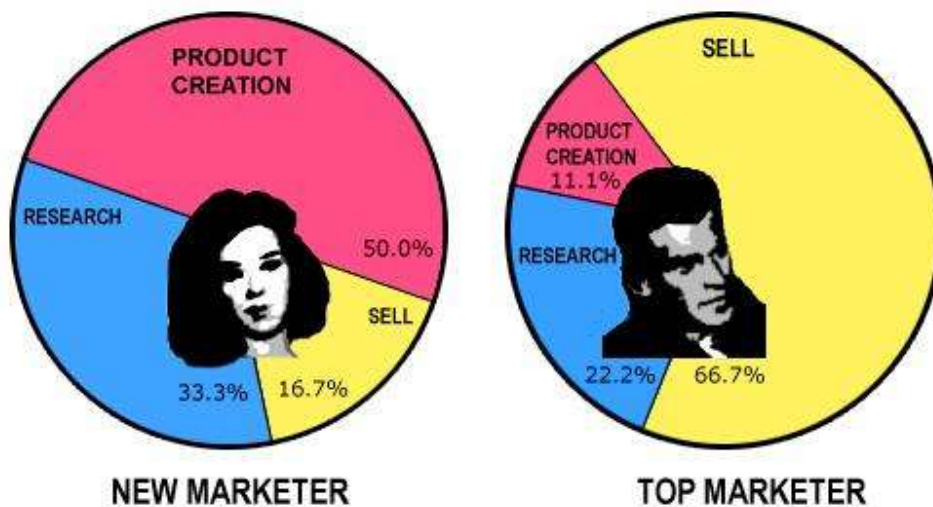 PRODUCT
CREATION
RESEARCH
50.0%
SELL
33.3%
16.7%
NEW MARKETER
SELL
PRODUCT
CREATION
11.1%
RESEARCH
22.2%
66.7%
TOP MARKETER